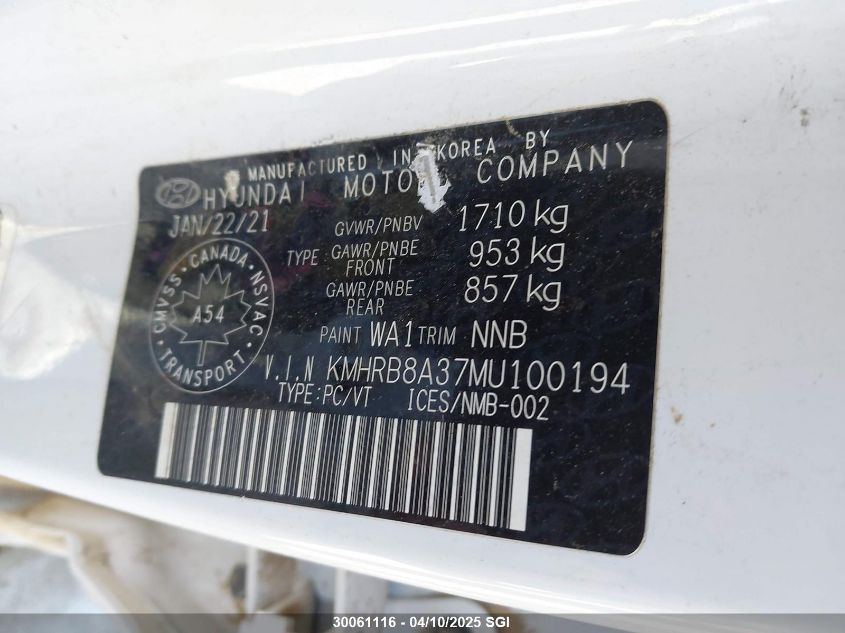 MANUFACTURED IN KOREA BY
HYUNDAI MOTOR COMPANY
JAN/22/21
GVWR/PNBV 1710 kg
TYPE GAWR/PNBE FRONT 953 kg
GAWR/PNBE REAR 857 kg
CANADA · NSVAC · TRANSPORT · CMVSS
A54
PAINT WA1 TRIM NNB
V.I.N KMHRB8A37MU100194
TYPE:PC/VT ICES/NMB-002
30061116 - 04/10/2025 SGI